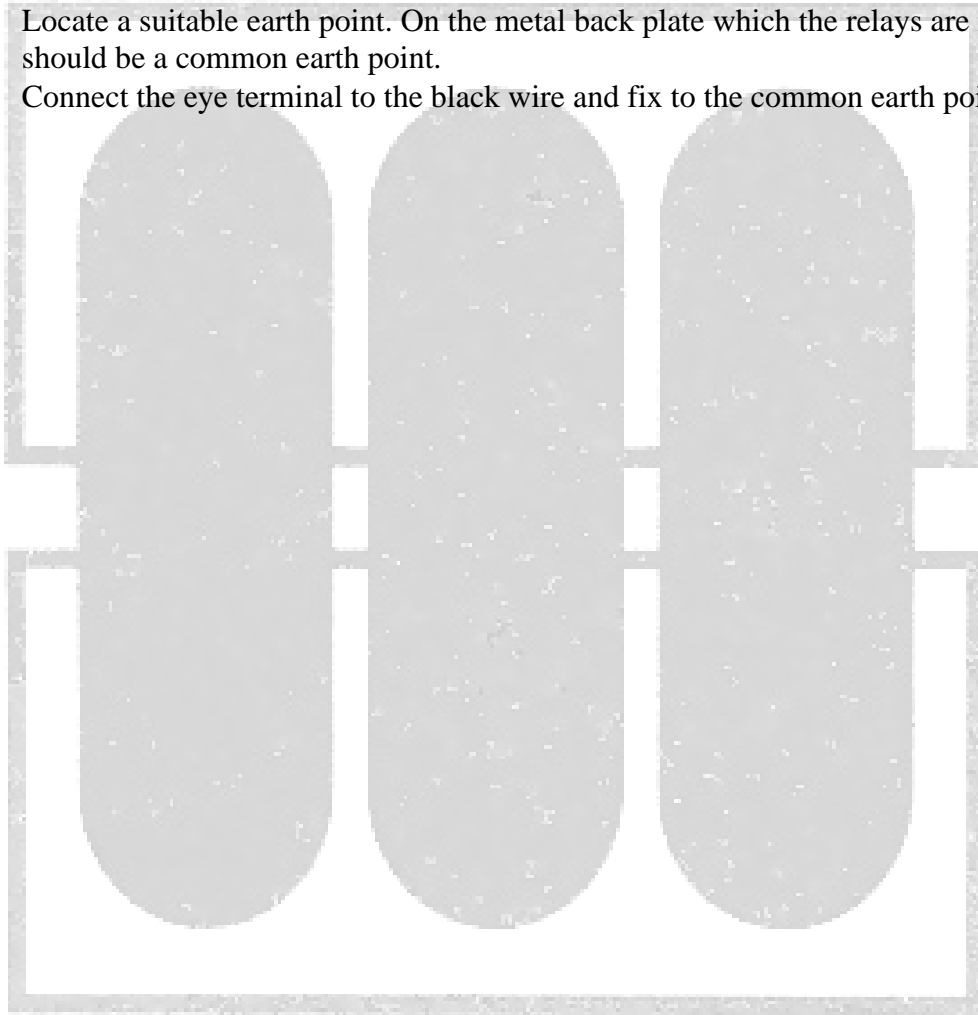 Locate a suitable earth point. On the metal back plate which the relays are
should be a common earth point.
Connect the eye terminal to the black wire and fix to the common earth